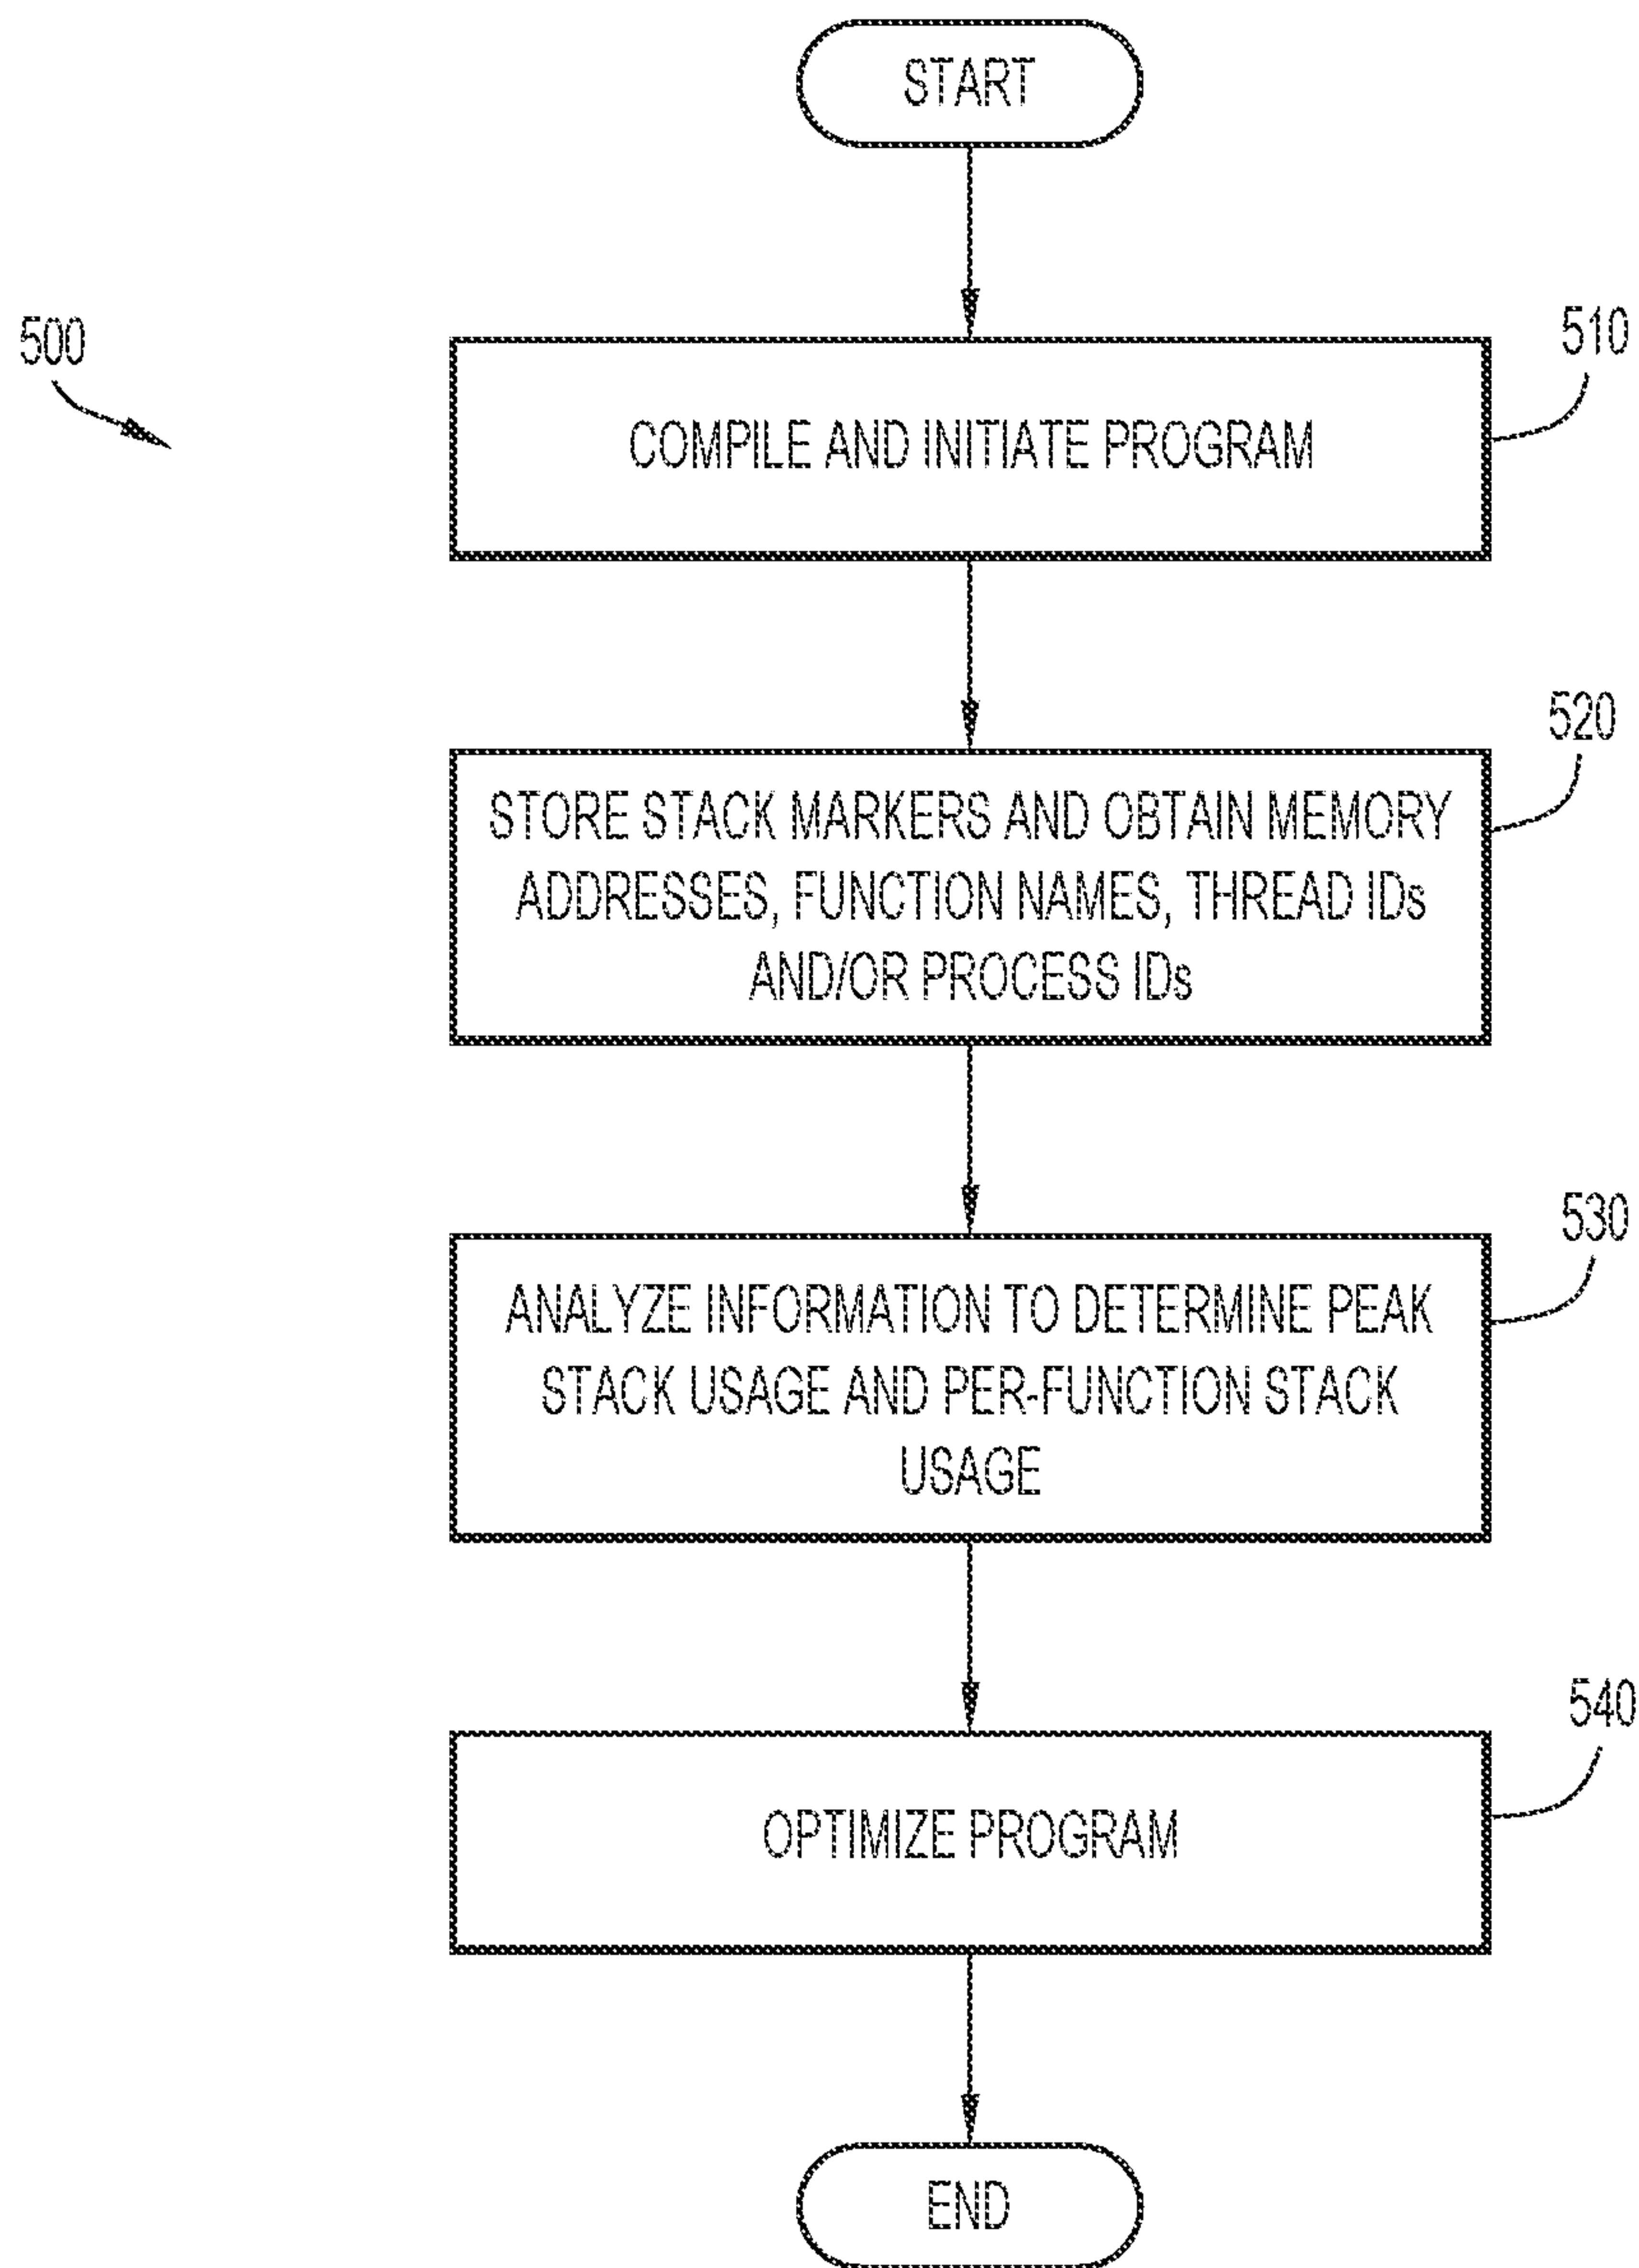 START
500
510
COMPILE AND INITIATE PROGRAM
520
STORE STACK MARKERS AND OBTAIN MEMORY
ADDRESSES, FUNCTION NAMES, THREAD IDs
AND/OR PROCESS IDs
530
ANALYZE INFORMATION TO DETERMINE PEAK
STACK USAGE AND PER-FUNCTION STACK
USAGE
540
OPTIMIZE PROGRAM
END